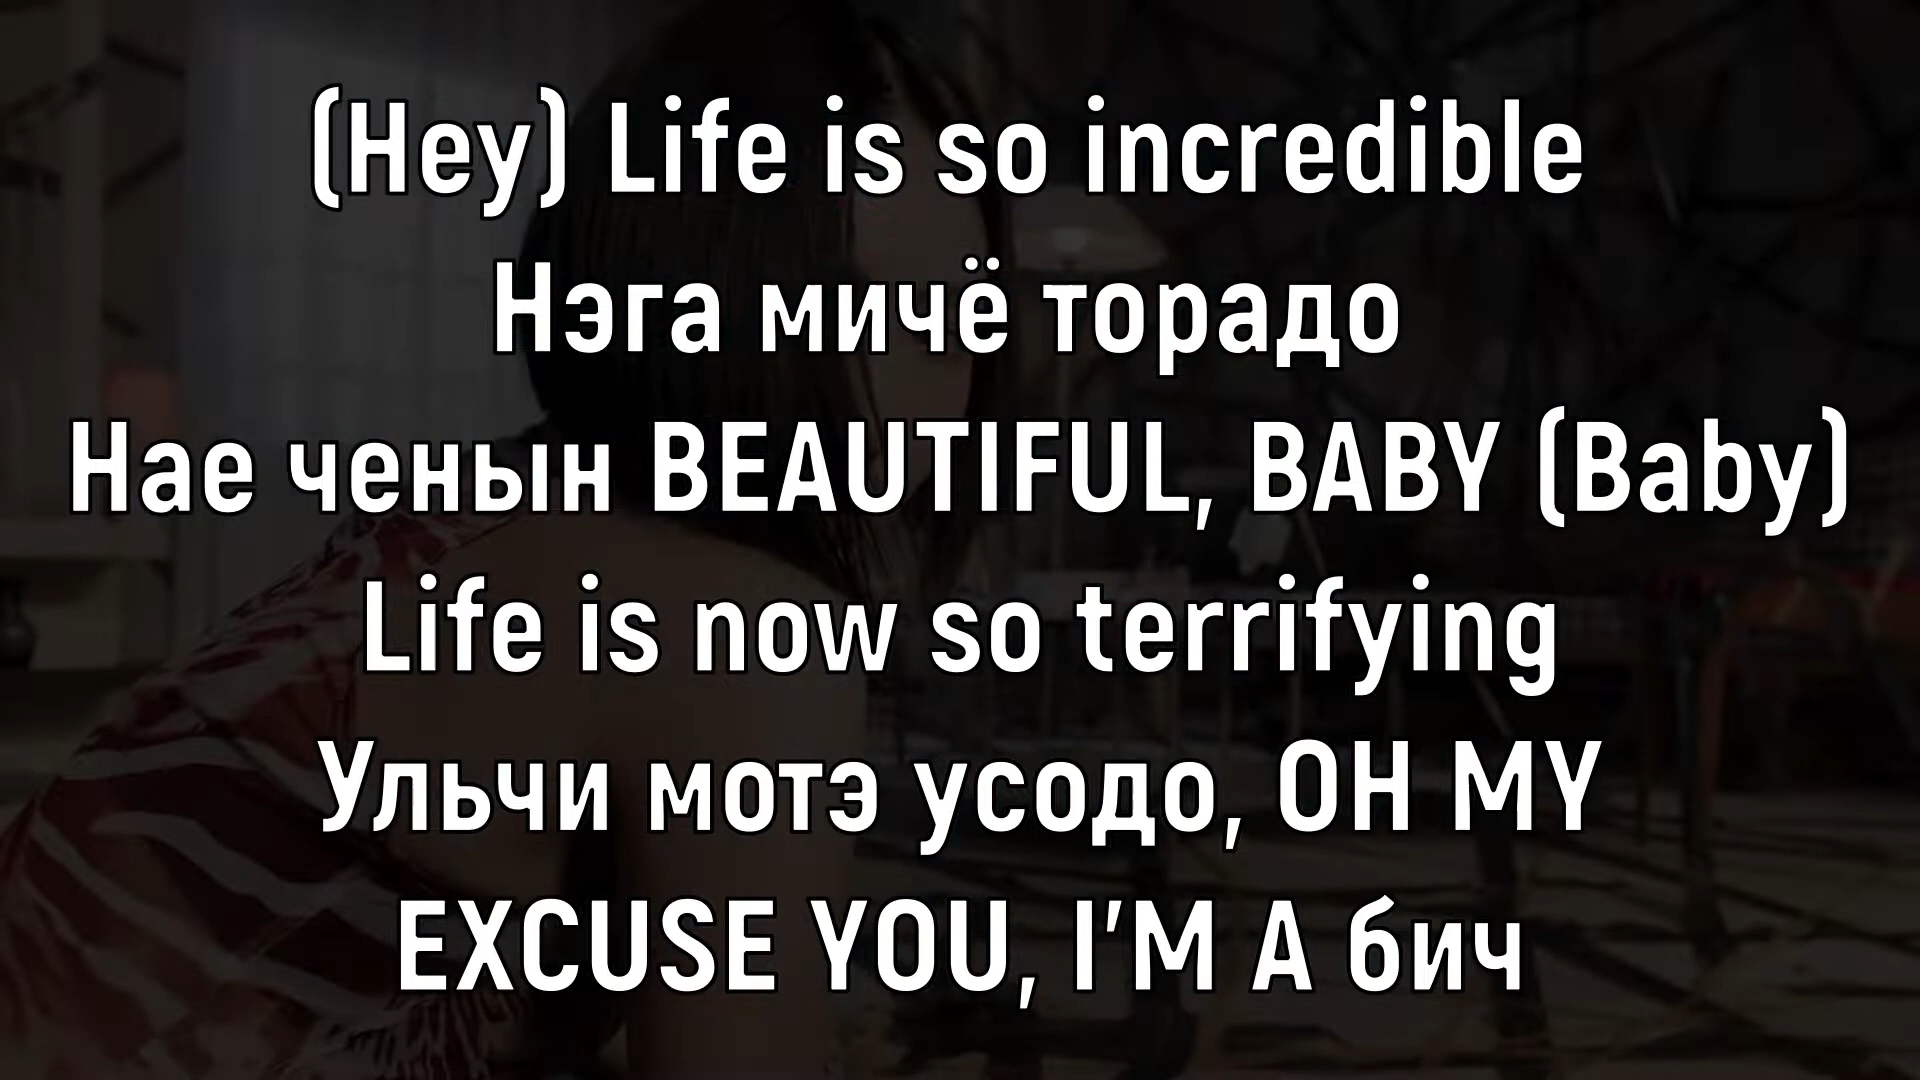 (Hey) Life is so incredible
Нэга мичё торадо
Нае ченын BEAUTIFUL, BABY (Baby)
Life is now so terrifying
Ульчи мотэ усодо, OH MY
EXCUSE YOU, I'M A бич